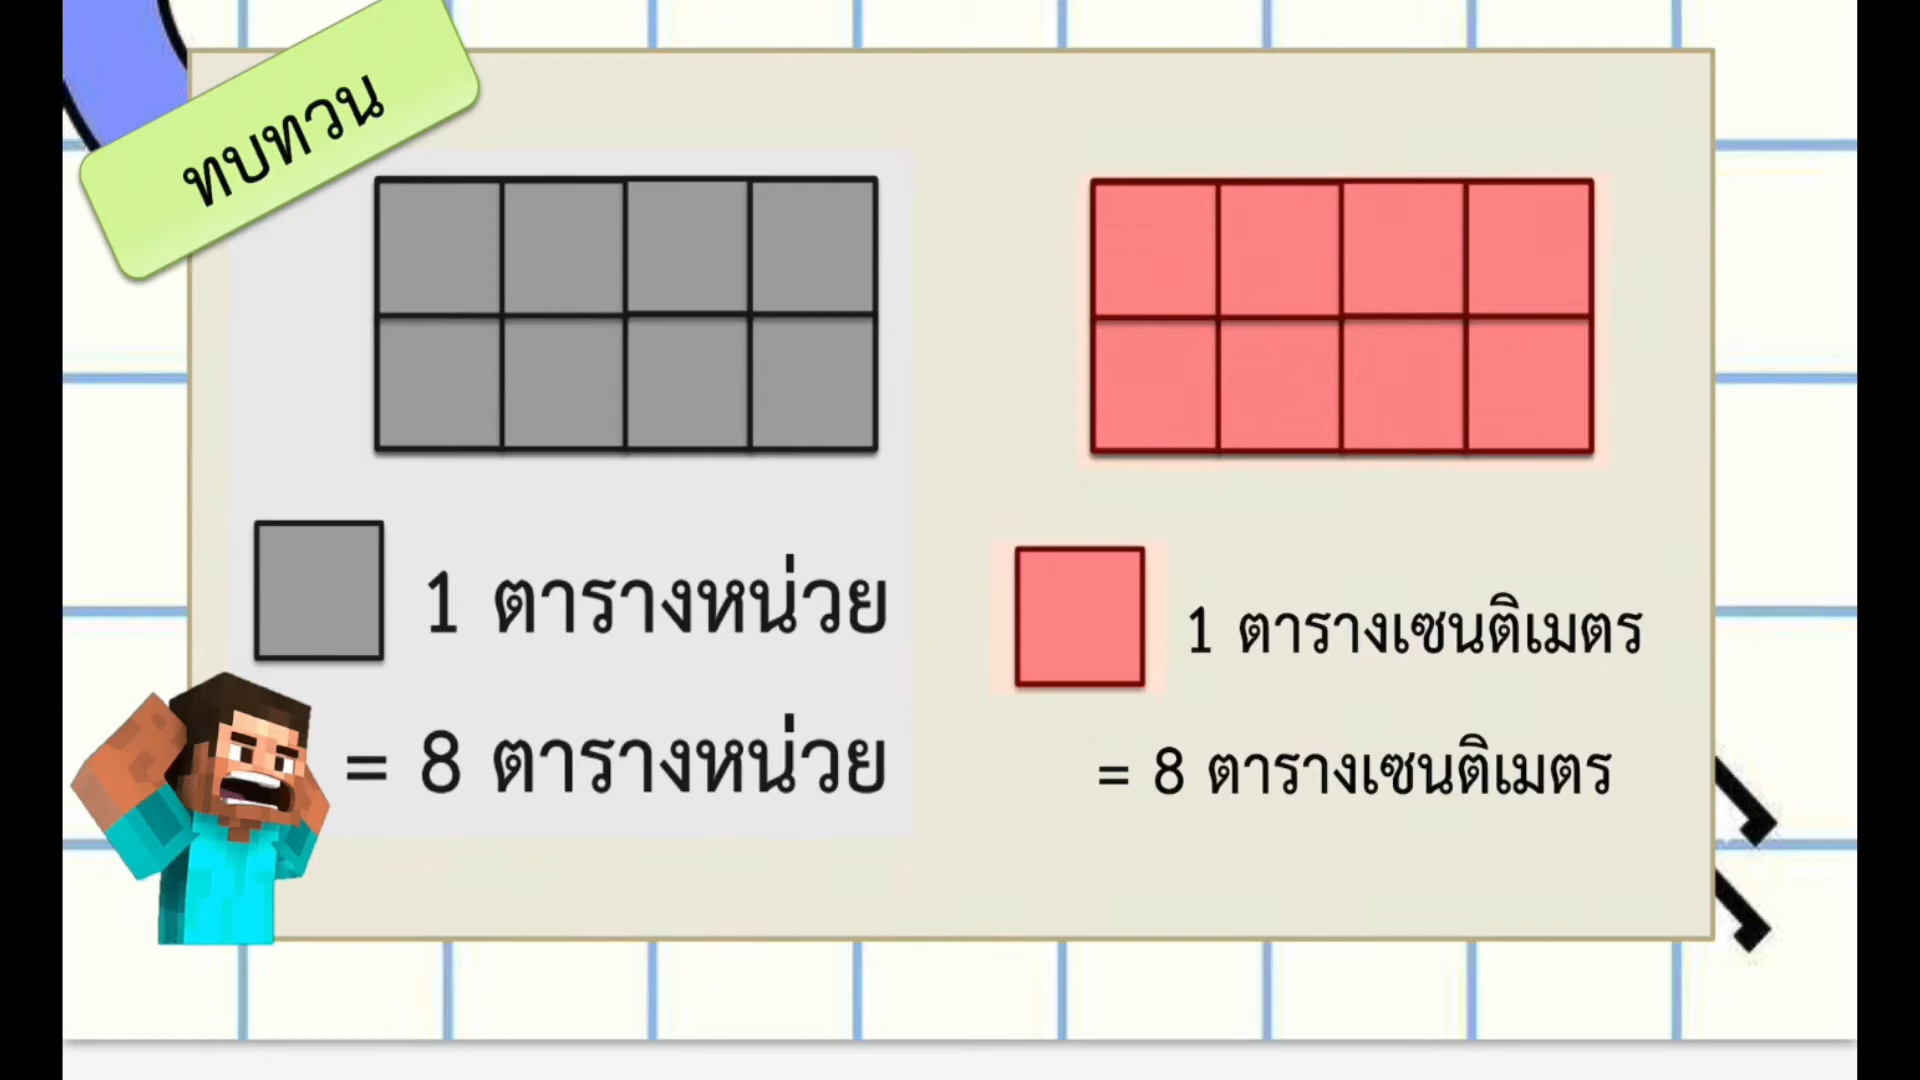 ทบทวน
1 ตารางหน่วย
= 8 ตารางหน่วย
1 ตารางเซนติเมตร
= 8 ตารางเซนติเมตร